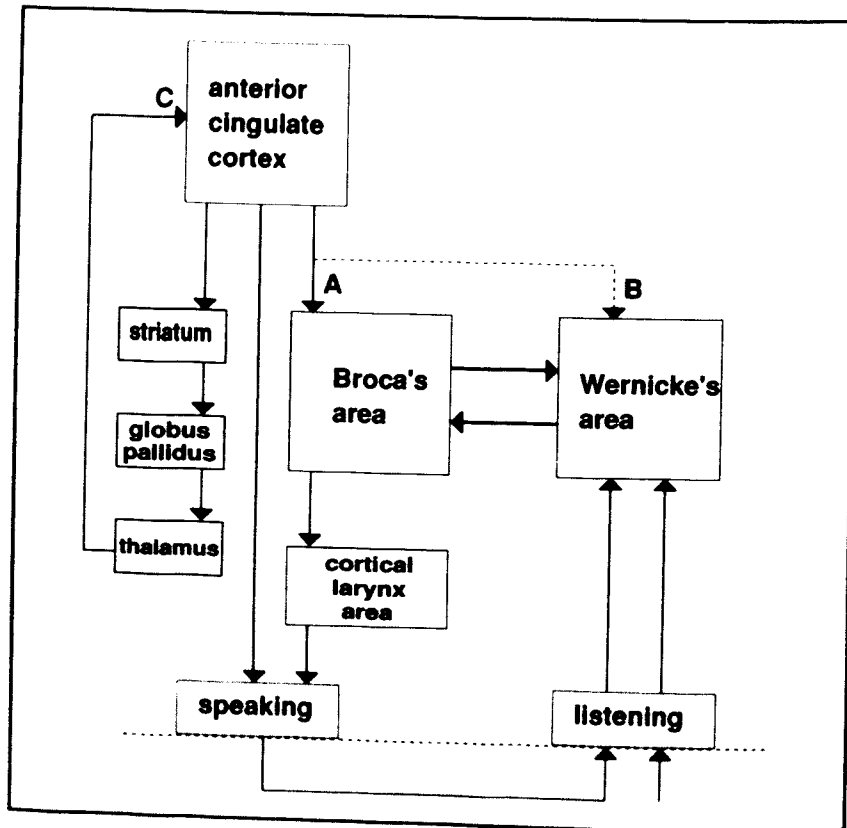 C
anterior
cingulate
cortex
A
B
striatum
Broca's
area
Wernicke's
area
globus
pallidus
thalamus
cortical
larynx
area
speaking
listening